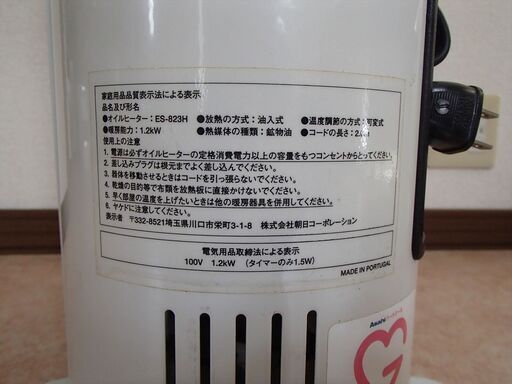 家庭用品品質表示法による表示
品名及び形名
●オイルヒーター:ES-823H ●放熱の方式:油入式 ●温度調節の方式:可変式
●暖房能力:1.2kW ●熱媒体の種類:鉱物油 ●コードの長さ:2.0m
使用上の注意
1. 電源は必ずオイルヒーターの定格消費電力以上の容量をもつコンセントからとってください。
2. 差し込みプラグは根元までよく差し込んでください。
3. 器体を移動させるときはコードを引っ張らないでください。
4. 乾燥の目的等で布類を放熱板に直接かけないでください。
5. 早く部屋の温度を上げたいときは他の暖房器具を併用してください。
6. ヤケドに注意してください。
表示者 〒332-8521埼玉県川口市栄町3-1-8 株式会社朝日コーポレーション
電気用品取締法による表示
100V 1.2kW (タイマーのみ1.5W)
MADE IN PORTUGAL
Asahi